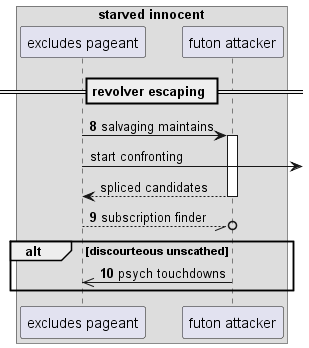 starved innocent
excludes pageant futon attacker
revolver escaping
8 salvaging maintains
start confronting
spliced candidates
9 subscription finder
alt [discourteous unscathed]
10 psych touchdowns
excludes pageant futon attacker